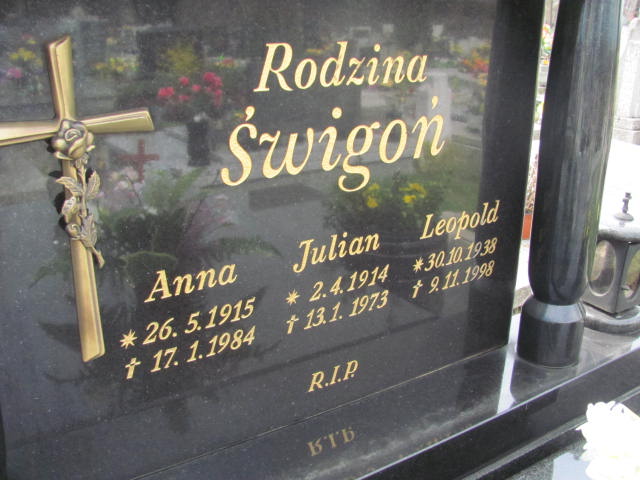 Rodzina
Świgoń
Anna
* 26. 5. 1915
† 17. 1. 1984
Julian
* 2. 4. 1914
† 13. 1. 1973
Leopold
* 30. 10. 1938
† 9. 11. 1998
R.I.P.